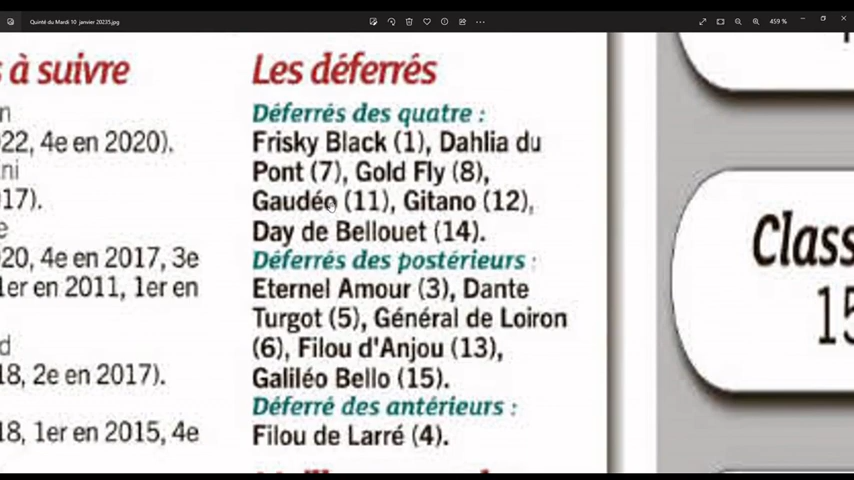 Quinté du Mardi 10 janvier 20235.jpg
459 %
s à suivre
n
022, 4e en 2020).
ni
017).
e
020, 4e en 2017, 3e
1er en 2011, 1er en
d
18, 2e en 2017).
18, 1er en 2015, 4e
Les déferrés
Déferrés des quatre :
Frisky Black (1), Dahlia du
Pont (7), Gold Fly (8),
Gaudéo (11), Gitano (12),
Day de Bellouet (14).
Déferrés des postérieurs :
Eternel Amour (3), Dante
Turgot (5), Général de Loiron
(6), Filou d'Anjou (13),
Galiléo Bello (15).
Déferré des antérieurs :
Filou de Larré (4).
Class
15